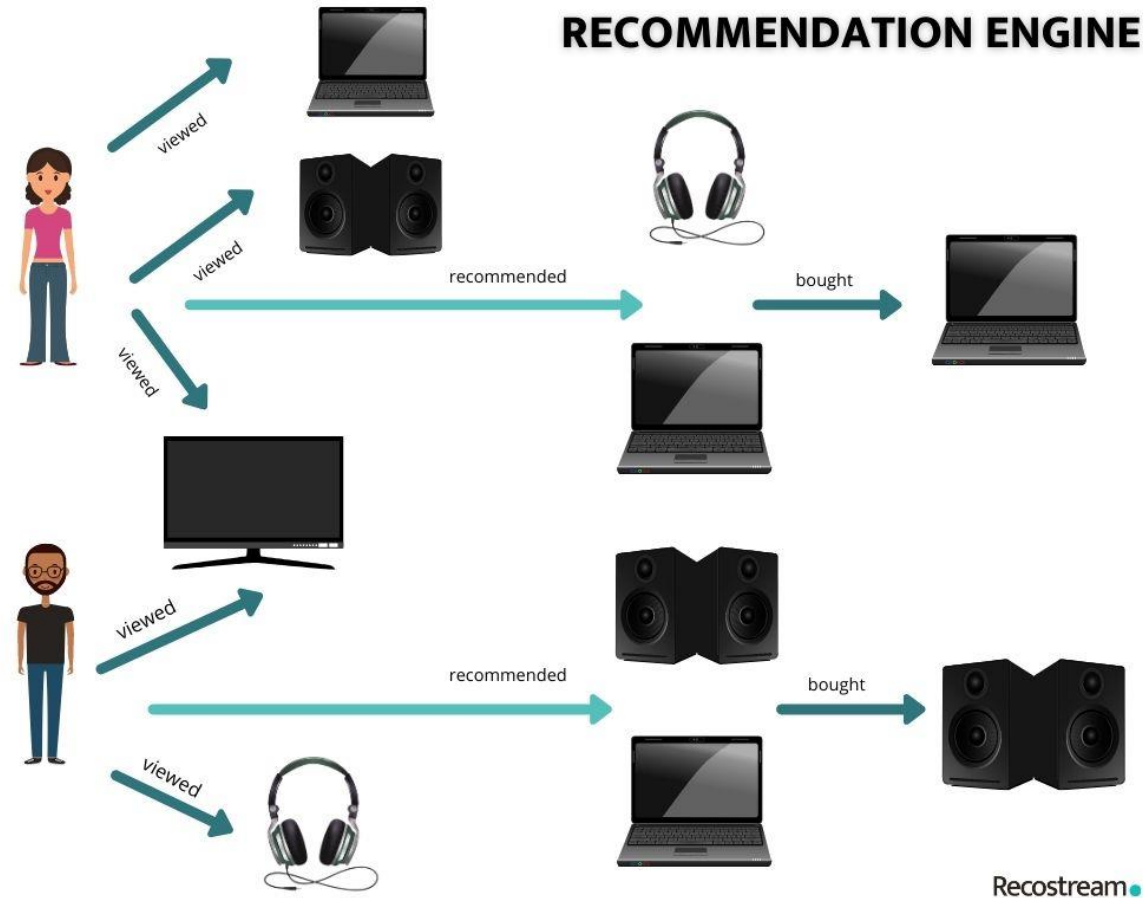 RECOMMENDATION ENGINE
viewed
viewed
recommended
bought
viewed
viewed
recommended
bought
viewed
Recostream